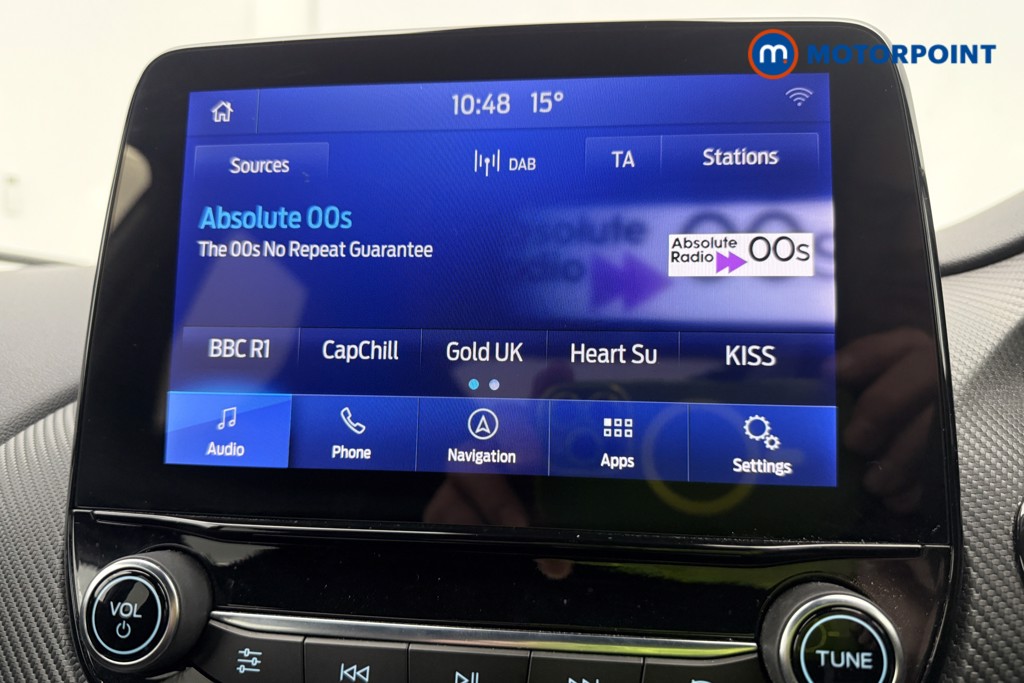 MOTORPOINT
10:48 15°
Sources DAB TA Stations
Absolute 00s
The 00s No Repeat Guarantee
Absolute Radio 00s
BBC R1 CapChill Gold UK Heart Su KISS
Audio Phone Navigation Apps Settings
VOL
TUNE